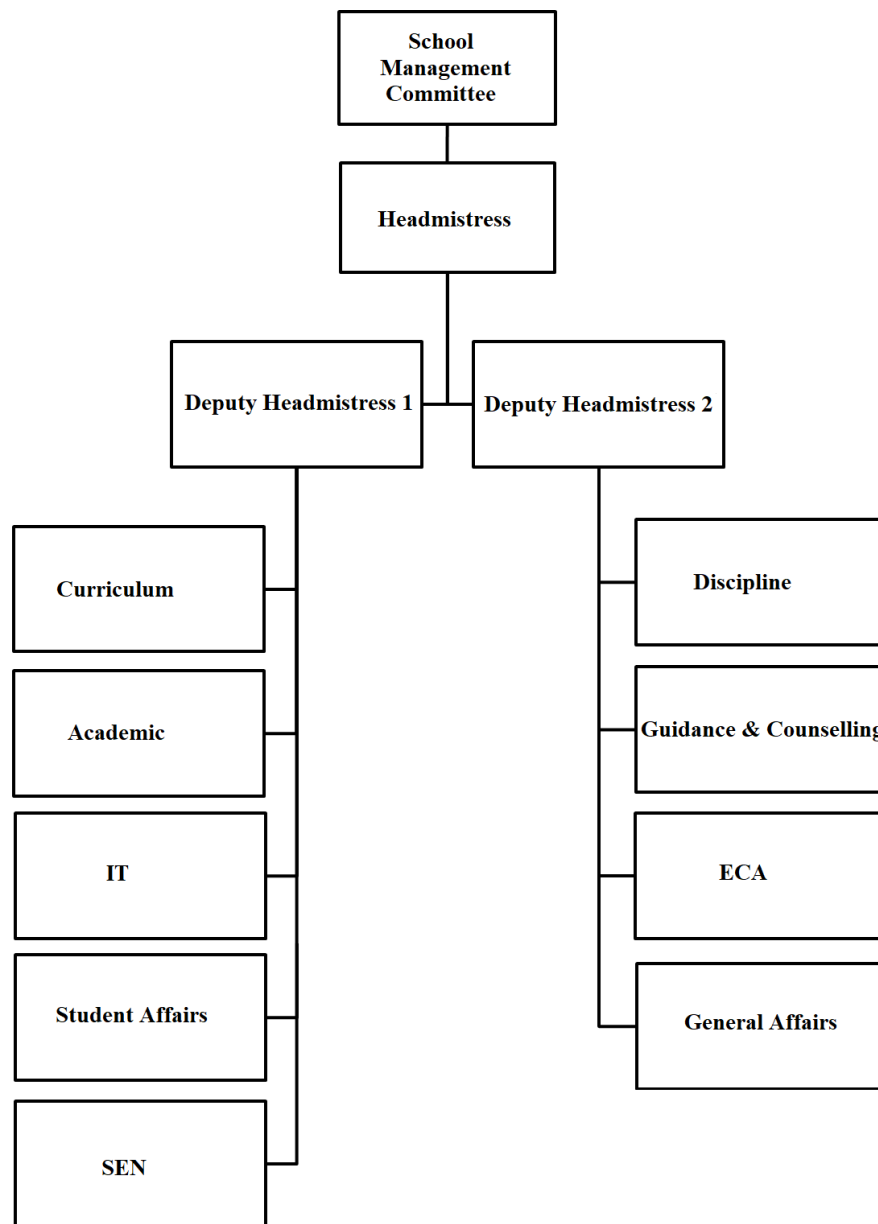 School
Management
Committee
Headmistress
Deputy Headmistress 1
Deputy Headmistress 2
Curriculum
Academic
IT
Student Affairs
SEN
Discipline
Guidance & Counselling
ECA
General Affairs